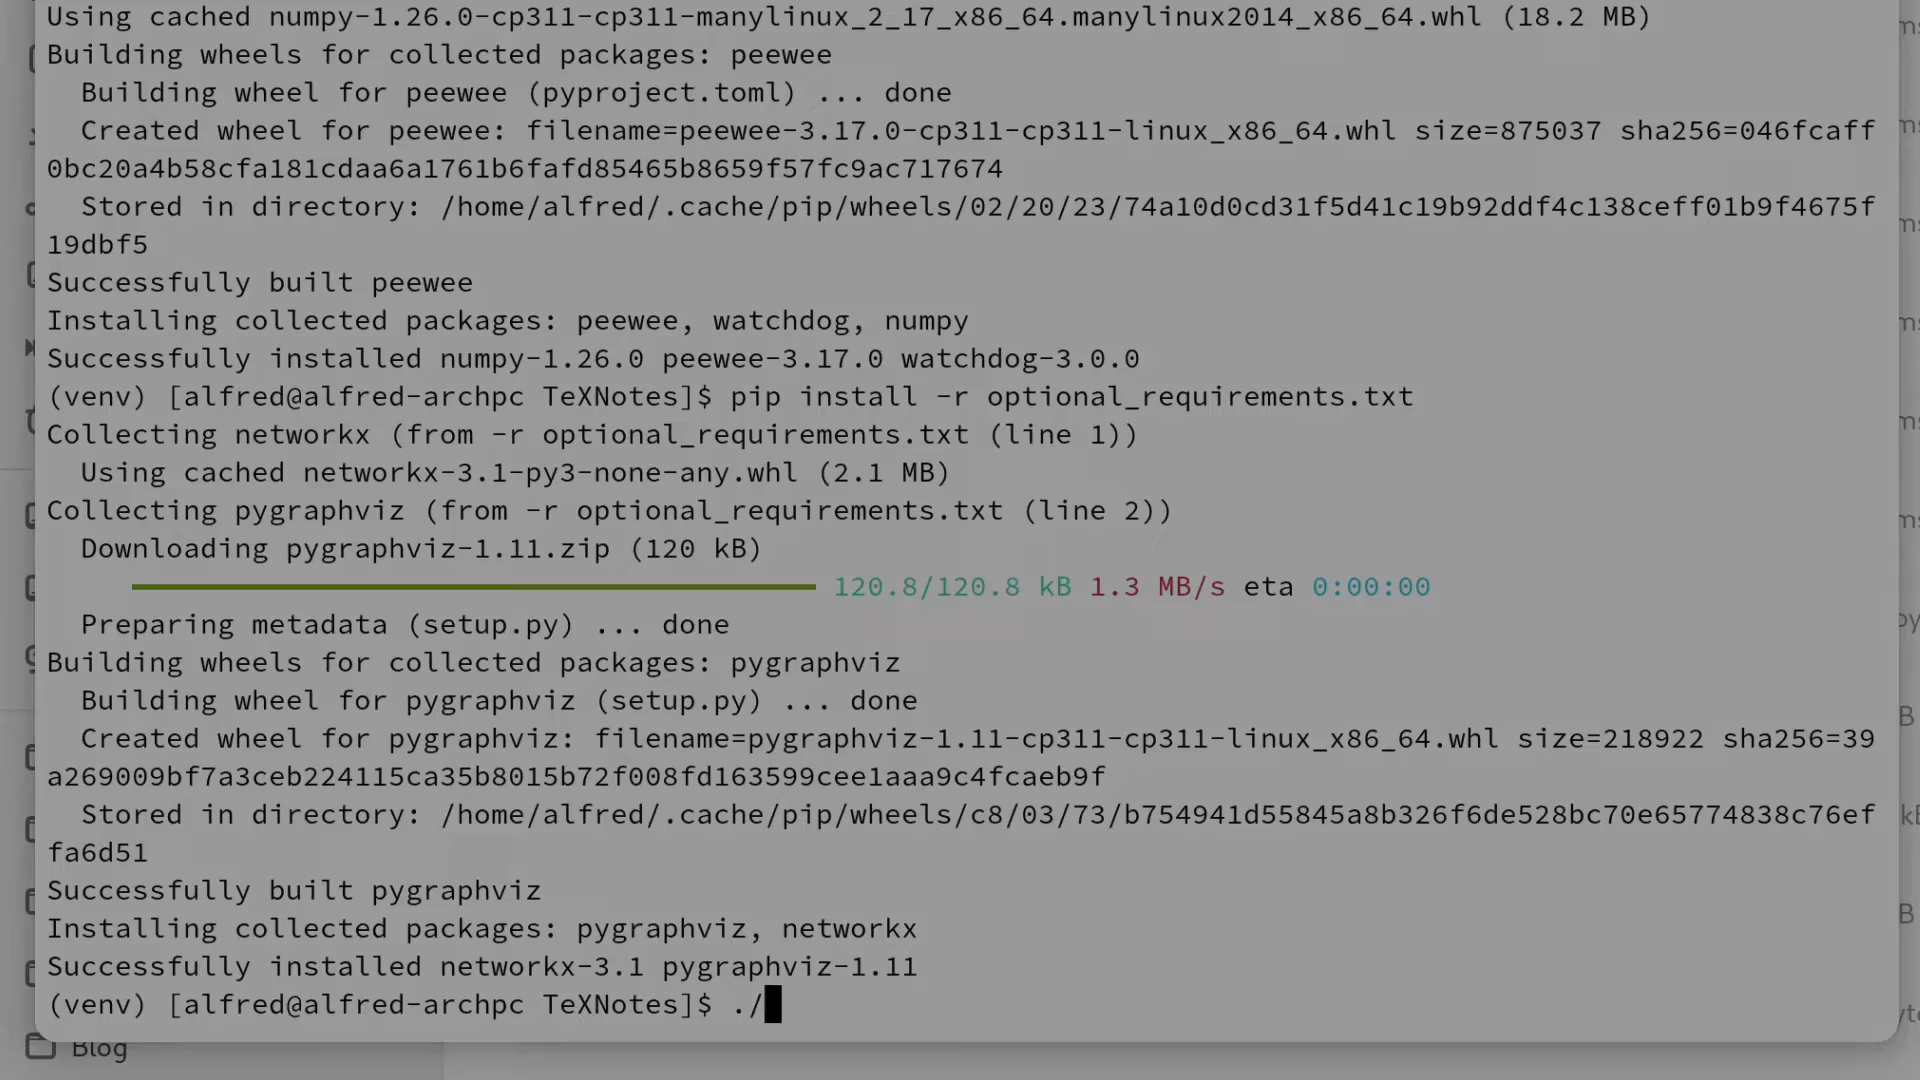 Using cached numpy-1.26.0-cp311-cp311-manylinux_2_17_x86_64.manylinux2014_x86_64.whl (18.2 MB)
Building wheels for collected packages: peewee
  Building wheel for peewee (pyproject.toml) ... done
  Created wheel for peewee: filename=peewee-3.17.0-cp311-cp311-linux_x86_64.whl size=875037 sha256=046fcaff
0bc20a4b58cfa181cdaa6a1761b6fafd85465b8659f57fc9ac717674
  Stored in directory: /home/alfred/.cache/pip/wheels/02/20/23/74a10d0cd31f5d41c19b92ddf4c138ceff01b9f4675f
19dbf5
Successfully built peewee
Installing collected packages: peewee, watchdog, numpy
Successfully installed numpy-1.26.0 peewee-3.17.0 watchdog-3.0.0
(venv) [alfred@alfred-archpc TeXNotes]$ pip install -r optional_requirements.txt
Collecting networkx (from -r optional_requirements.txt (line 1))
  Using cached networkx-3.1-py3-none-any.whl (2.1 MB)
Collecting pygraphviz (from -r optional_requirements.txt (line 2))
  Downloading pygraphviz-1.11.zip (120 kB)
120.8/120.8 kB 1.3 MB/s eta 0:00:00
  Preparing metadata (setup.py) ... done
Building wheels for collected packages: pygraphviz
  Building wheel for pygraphviz (setup.py) ... done
  Created wheel for pygraphviz: filename=pygraphviz-1.11-cp311-cp311-linux_x86_64.whl size=218922 sha256=39
a269009bf7a3ceb224115ca35b8015b72f008fd163599cee1aaa9c4fcaeb9f
  Stored in directory: /home/alfred/.cache/pip/wheels/c8/03/73/b754941d55845a8b326f6de528bc70e65774838c76ef
fa6d51
Successfully built pygraphviz
Installing collected packages: pygraphviz, networkx
Successfully installed networkx-3.1 pygraphviz-1.11
(venv) [alfred@alfred-archpc TeXNotes]$ ./
Blog